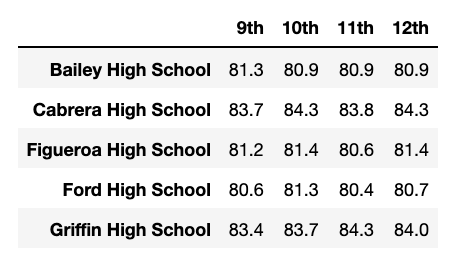 9th 10th 11th 12th
Bailey High School 81.3 80.9 80.9 80.9
Cabrera High School 83.7 84.3 83.8 84.3
Figueroa High School 81.2 81.4 80.6 81.4
Ford High School 80.6 81.3 80.4 80.7
Griffin High School 83.4 83.7 84.3 84.0